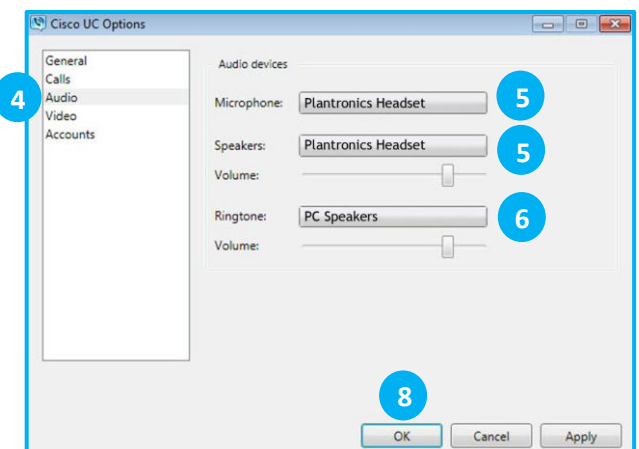 Cisco UC Options
General
Calls
4 Audio
Video
Accounts
Audio devices
Microphone: Plantronics Headset 5
Speakers: Plantronics Headset 5
Volume:
Ringtone: PC Speakers 6
Volume:
8
OK Cancel Apply